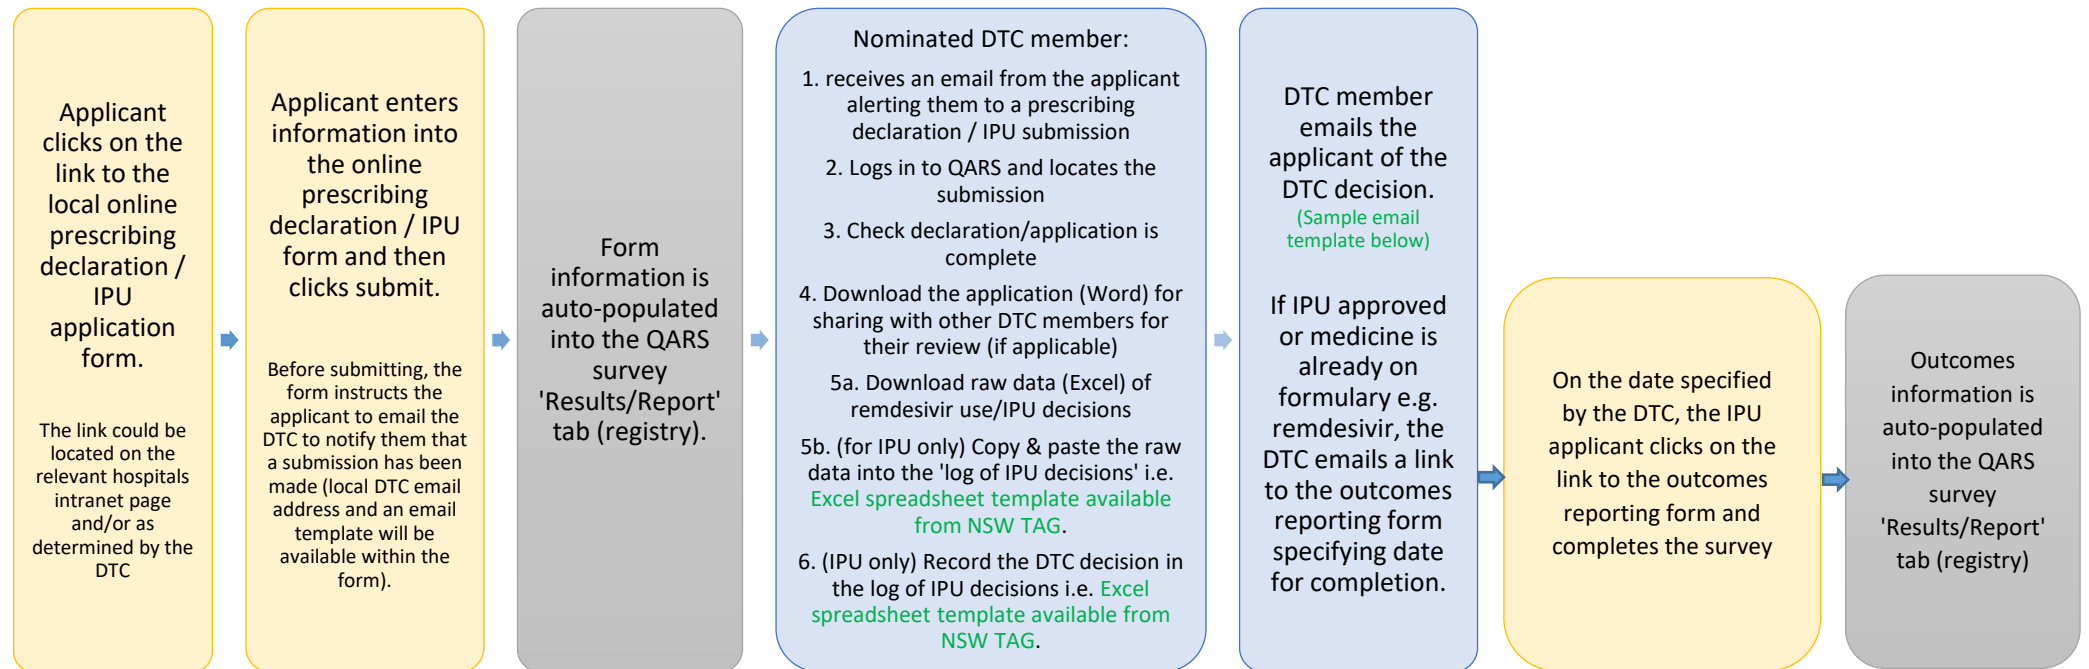 Applicant
clicks on the
link to the
local online
prescribing
declaration /
IPU
application
form.
The link could be
located on the
relevant hospitals
intranet page
and/or as
determined by the
DTC
Applicant enters
information into
the online
prescribing
declaration / IPU
form and then
clicks submit.
Before submitting, the
form instructs the
applicant to email the
DTC to notify them that
a submission has been
made (local DTC email
address and an email
template will be
available within the
form).
Form
information is
auto-populated
into the QARS
survey
'Results/Report'
tab (registry).
Nominated DTC member:
1. receives an email from the applicant
alerting them to a prescribing
declaration / IPU submission
2. Logs in to QARS and locates the
submission
3. Check declaration/application is
complete
4. Download the application (Word) for
sharing with other DTC members for
their review (if applicable)
5a. Download raw data (Excel) of
remdesivir use/IPU decisions
5b. (for IPU only) Copy & paste the raw
data into the 'log of IPU decisions' i.e.
Excel spreadsheet template available
from NSW TAG.
6. (IPU only) Record the DTC decision in
the log of IPU decisions i.e. Excel
spreadsheet template available from
NSW TAG.
DTC member
emails the
applicant of the
DTC decision.
(Sample email
template below)
If IPU approved
or medicine is
already on
formulary e.g.
remdesivir, the
DTC emails a link
to the outcomes
reporting form
specifying date
for completion.
On the date specified
by the DTC, the IPU
applicant clicks on the
link to the outcomes
reporting form and
completes the survey
Outcomes
information is
auto-populated
into the QARS
survey
'Results/Report'
tab (registry)